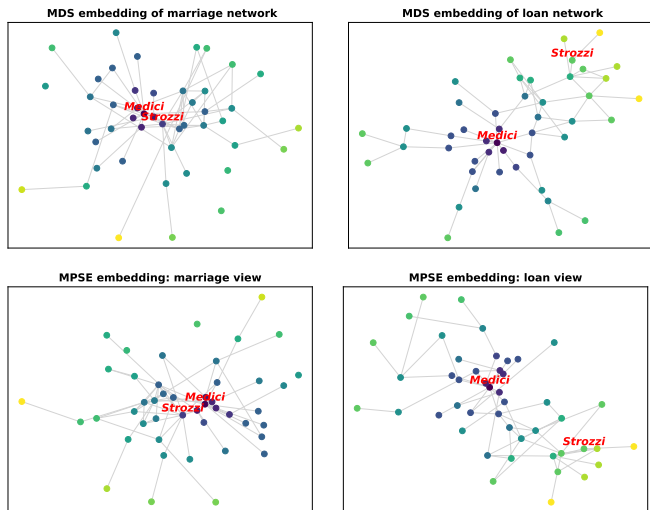 MDS embedding of marriage network
Medici
Strozzi
MDS embedding of loan network
Strozzi
Medici
MPSE embedding: marriage view
Medici
Strozzi
MPSE embedding: loan view
Medici
Strozzi